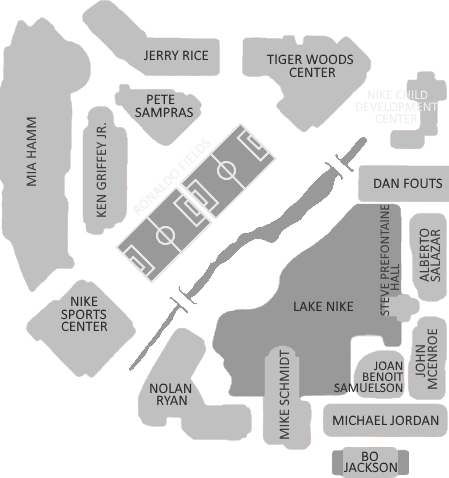 JERRY RICE
TIGER WOODS
CENTER
NIKE CHILD
DEVELOPMENT
CENTER
PETE
SAMPRAS
MIA HAMM
KEN GRIFFEY JR.
RONALDO FIELDS
DAN FOUTS
STEVE PREFONTAINE
HALL
ALBERTO
SALAZAR
NIKE
SPORTS
CENTER
LAKE NIKE
JOHN
MCENROE
JOAN
BENOIT
SAMUELSON
NOLAN
RYAN
MIKE SCHMIDT
MICHAEL JORDAN
BO
JACKSON